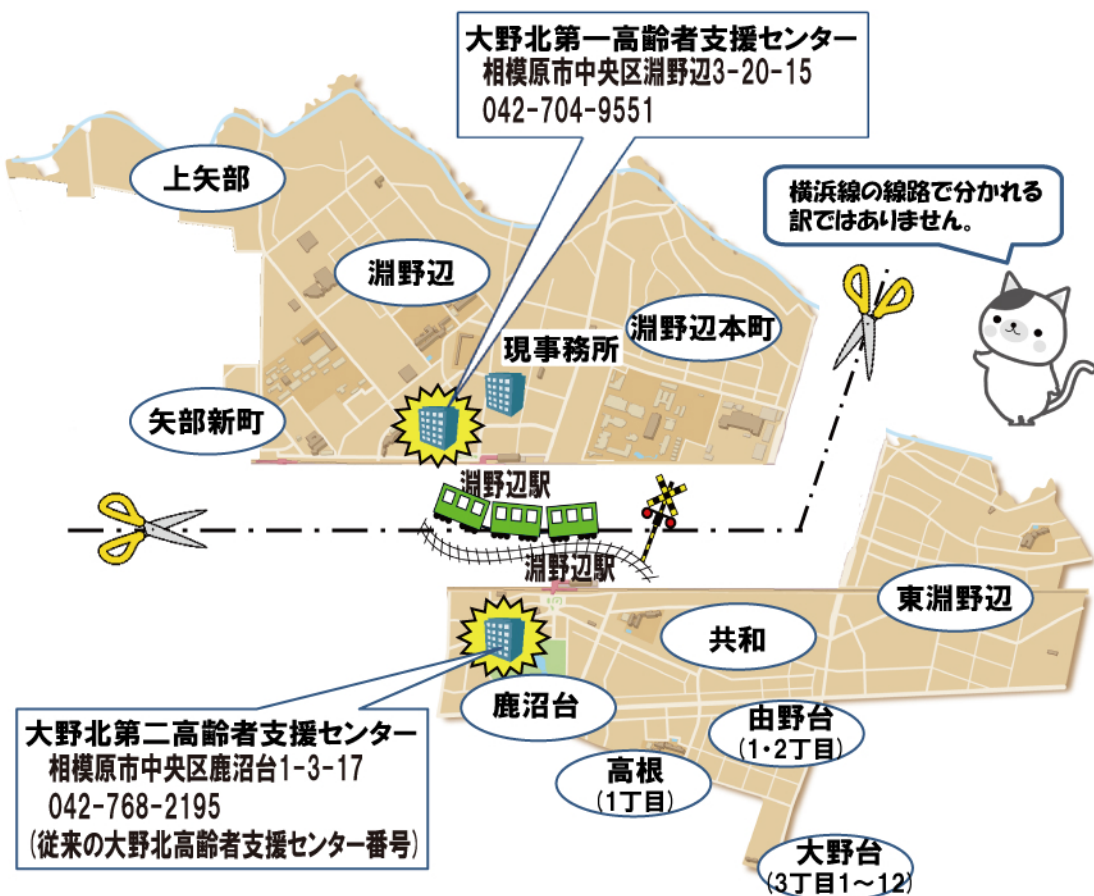 大野北第一高齢者支援センター
相模原市中央区淵野辺3-20-15
042-704-9551
上矢部
横浜線の線路で分かれる
訳ではありません。
淵野辺
淵野辺本町
現事務所
矢部新町
淵野辺駅
淵野辺駅
東淵野辺
共和
鹿沼台
大野北第二高齢者支援センター
相模原市中央区鹿沼台1-3-17
042-768-2195
(従来の大野北高齢者支援センター番号)
由野台
(1・2丁目)
高根
(1丁目)
大野台
(3丁目1～12)